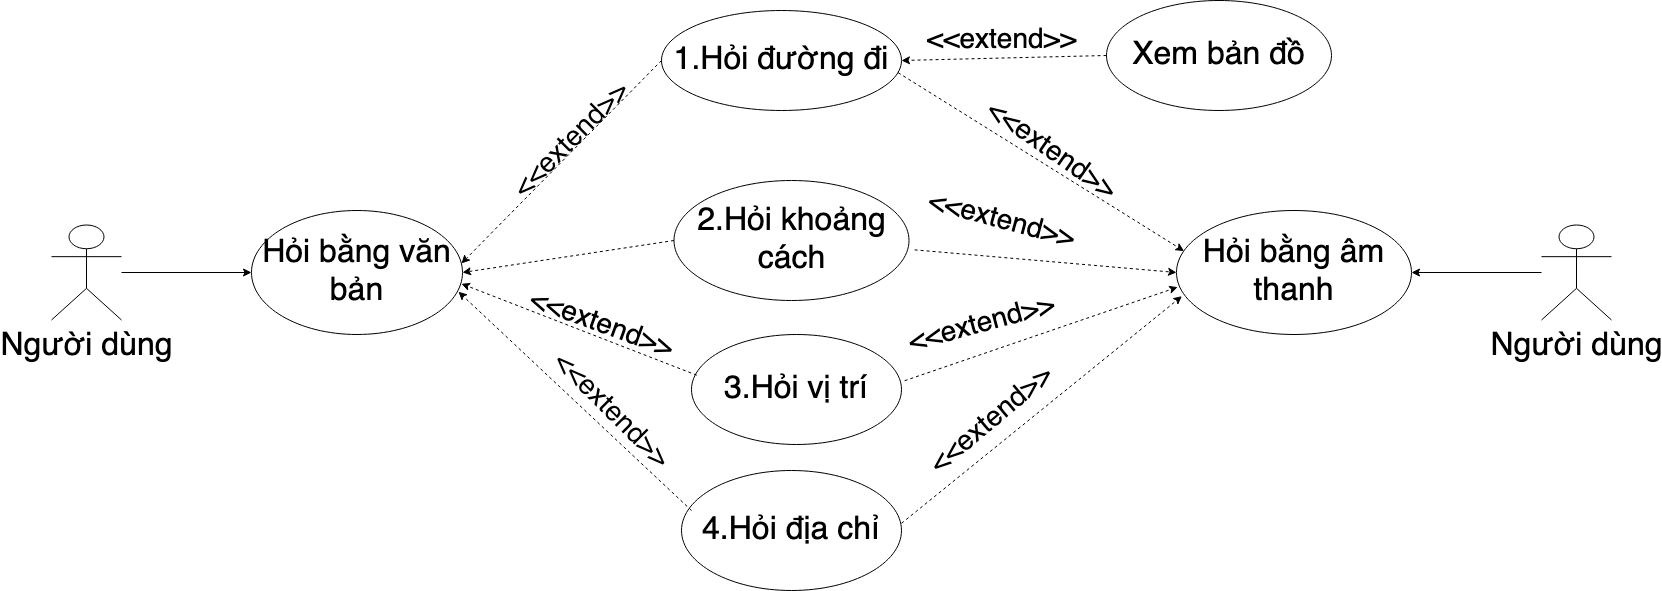 1.Hỏi đường đi
<<extend>>
Xem bản đồ
<<extend>>
<<extend>>
2.Hỏi khoảng
cách
<<extend>>
Hỏi bằng văn
bản
Hỏi bằng âm
thanh
Người dùng
Người dùng
<<extend>>
<<extend>>
3.Hỏi vị trí
<<extend>>
<<extend>>
4.Hỏi địa chỉ